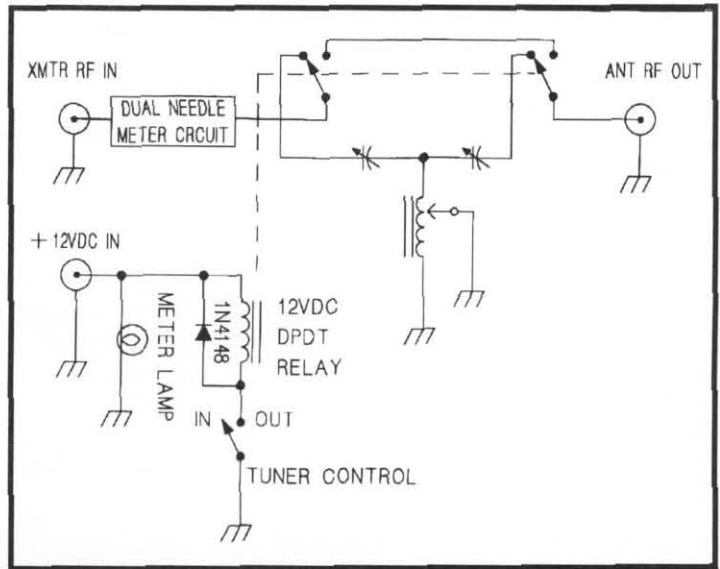 XMTR RF IN
ANT RF OUT
DUAL NEEDLE
METER CRCUIT
+ 12VDC IN
METER LAMP
1N4148
12VDC
DPDT
RELAY
IN
OUT
TUNER CONTROL